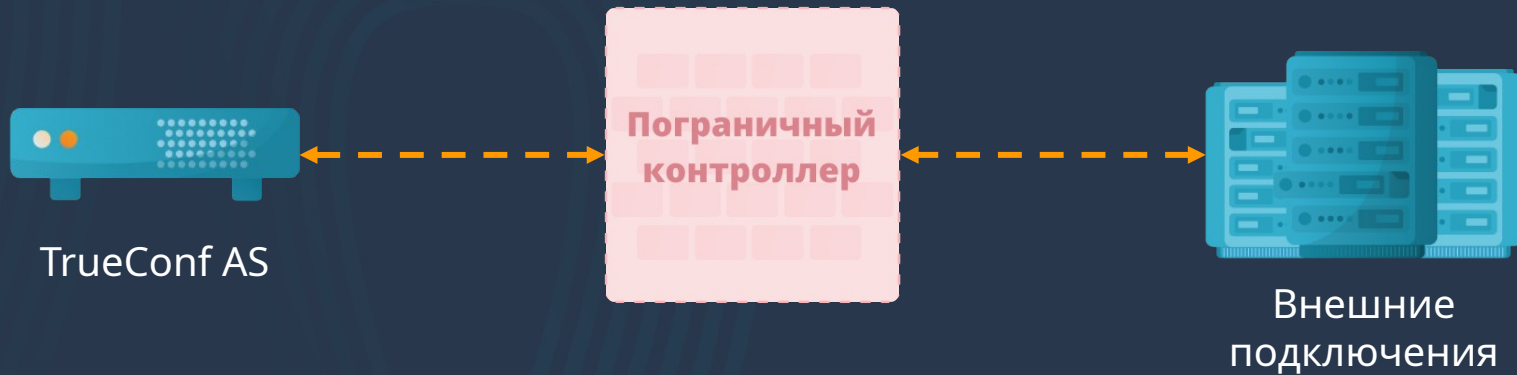 Пограничный
контроллер
TrueConf AS
Внешние
подключения